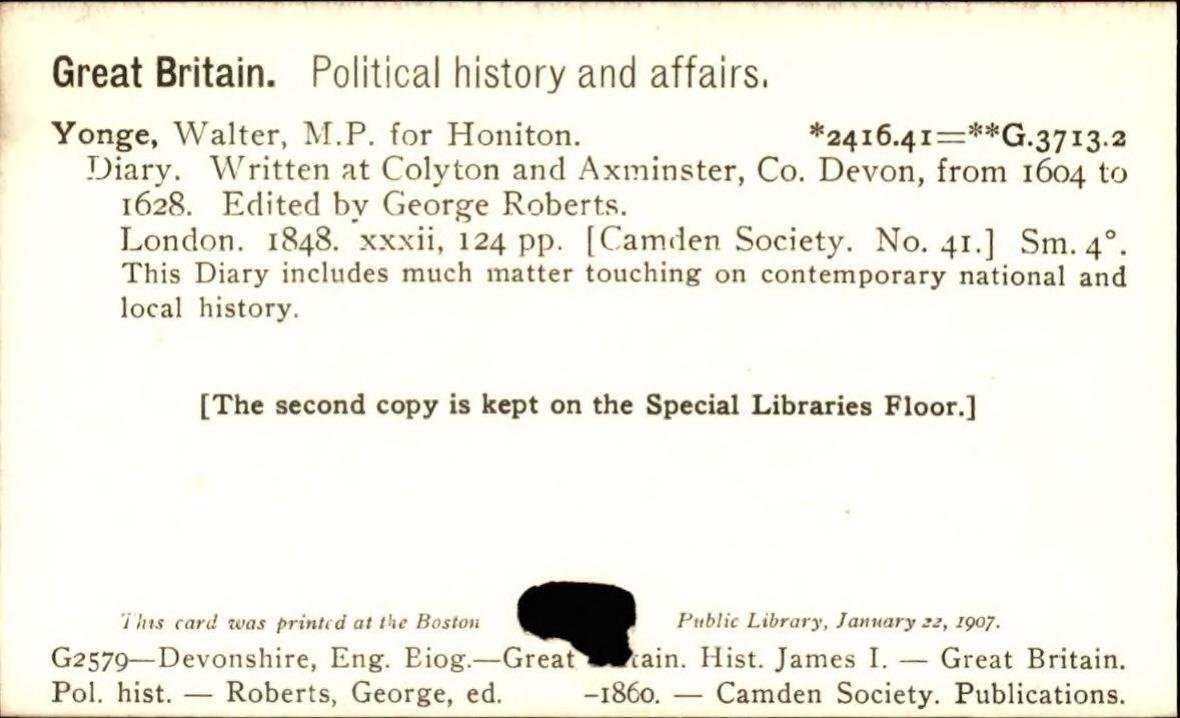 Great Britain. Political history and affairs.
Yonge, Walter, M.P. for Honiton. *2416.41=**G.3713.2
Diary. Written at Colyton and Axminster, Co. Devon, from 1604 to
1628. Edited by George Roberts.
London. 1848. xxxii, 124 pp. [Camden Society. No. 41.] Sm. 4°.
This Diary includes much matter touching on contemporary national and
local history.
[The second copy is kept on the Special Libraries Floor.]
This card was printed at the Boston Public Library, January 22, 1907.
G2579—Devonshire, Eng. Biog.—Great tain. Hist. James I. — Great Britain.
Pol. hist. — Roberts, George, ed. -1860. — Camden Society. Publications.